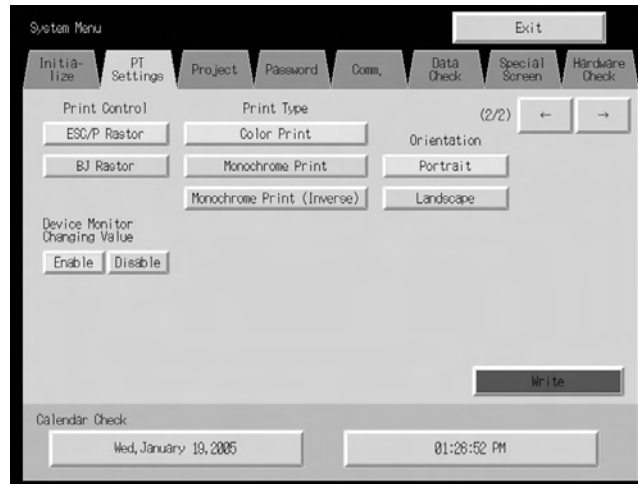 System Menu
Exit
Initia-
lize
PT
Settings
Project
Password
Comm.
Data
Check
Special
Screen
Hardware
Check
Print Control
Print Type
(2/2)
←
→
ESC/P Rastor
Color Print
Orientation
BJ Rastor
Monochrome Print
Portrait
Monochrome Print (Inverse)
Landscape
Device Monitor
Changing Value
Enable
Disable
Write
Calendar Check
Wed,January 19,2005
01:26:52 PM